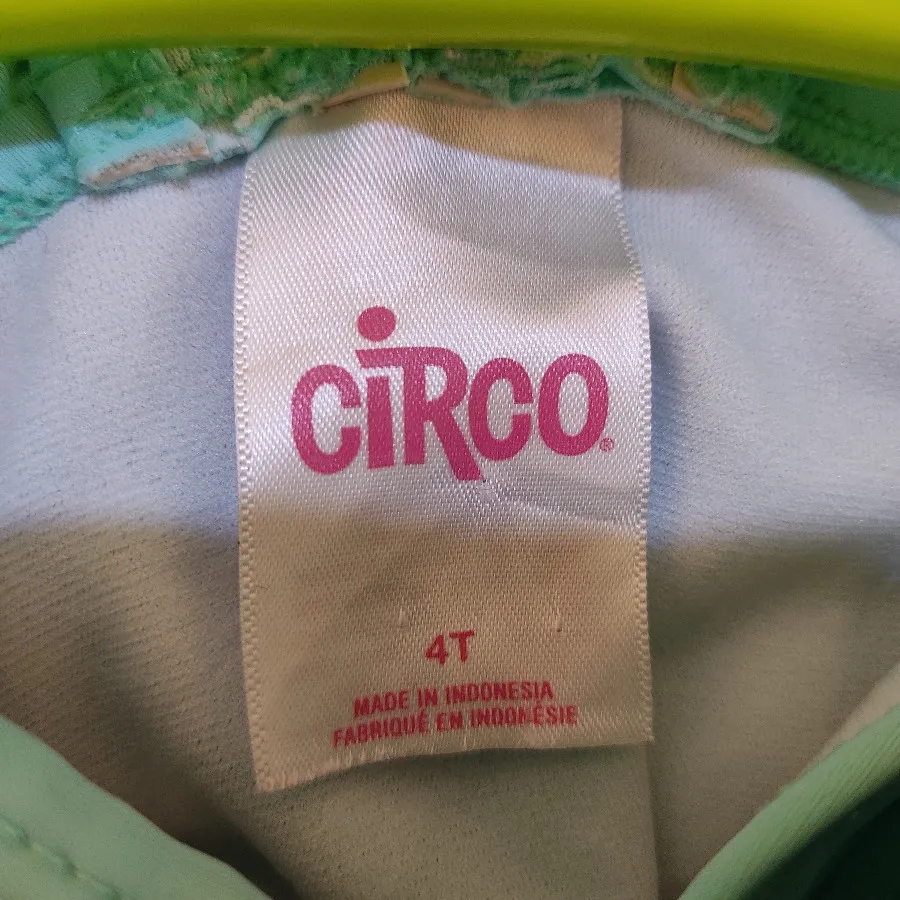 CiRCO®
4T
MADE IN INDONESIA
FABRIQUÉ EN INDONÉSIE